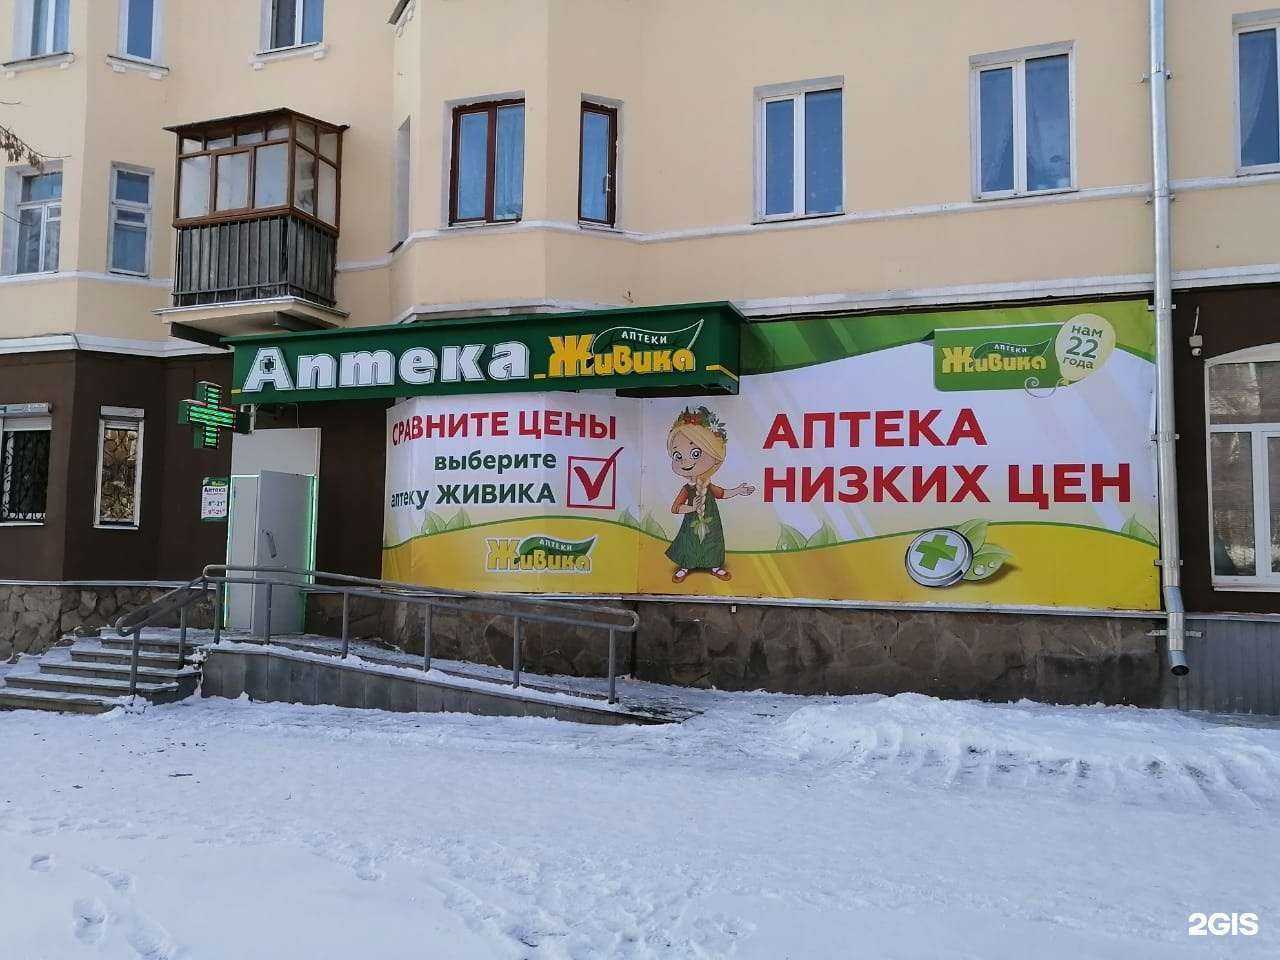 Аптека
АПТЕКИ
Живика
СРАВНИТЕ ЦЕНЫ
выберите
аптеку ЖИВИКА
АПТЕКИ
Живика
АПТЕКИ
Живика
нам
22
года
АПТЕКА
НИЗКИХ ЦЕН
Аптека
2GIS